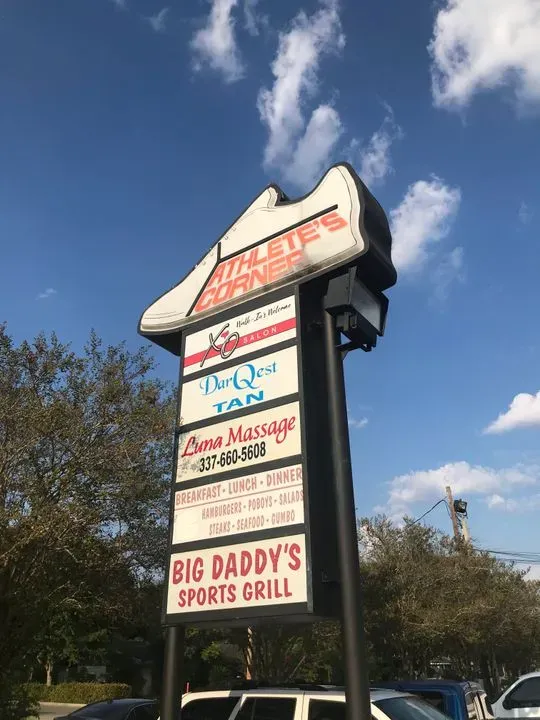 ATHLETE'S
CORNER
Walk-In's Welcome
XO SALON
DarQest
TAN
Luna Massage
337-660-5608
BREAKFAST • LUNCH • DINNER
HAMBURGERS • POBOYS • SALADS
STEAKS • SEAFOOD • GUMBO
BIG DADDY'S
SPORTS GRILL